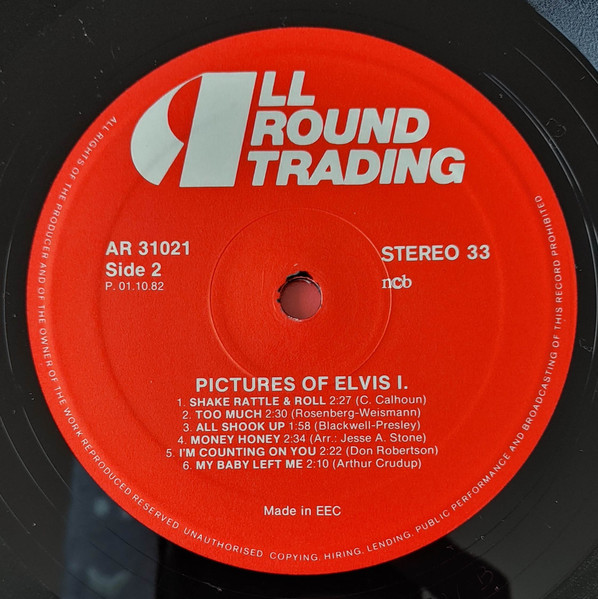 ALL
ROUND
TRADING
AR 31021
Side 2
P. 01.10.82
STEREO 33
ncb
PICTURES OF ELVIS I.
1. SHAKE RATTLE & ROLL 2:27 (C. Calhoun)
2. TOO MUCH 2:30 (Rosenberg-Weismann)
3. ALL SHOOK UP 1:58 (Blackwell-Presley)
4. MONEY HONEY 2:34 (Arr.: Jesse A. Stone)
5. I'M COUNTING ON YOU 2:22 (Don Robertson)
6. MY BABY LEFT ME 2:10 (Arthur Crudup)
Made in EEC
ALL RIGHTS OF THE PRODUCER AND OF THE OWNER OF THE WORK REPRODUCED RESERVED UNAUTHORISED COPYING, HIRING, LENDING, PUBLIC PERFORMANCE AND BROADCASTING OF THIS RECORD PROHIBITED